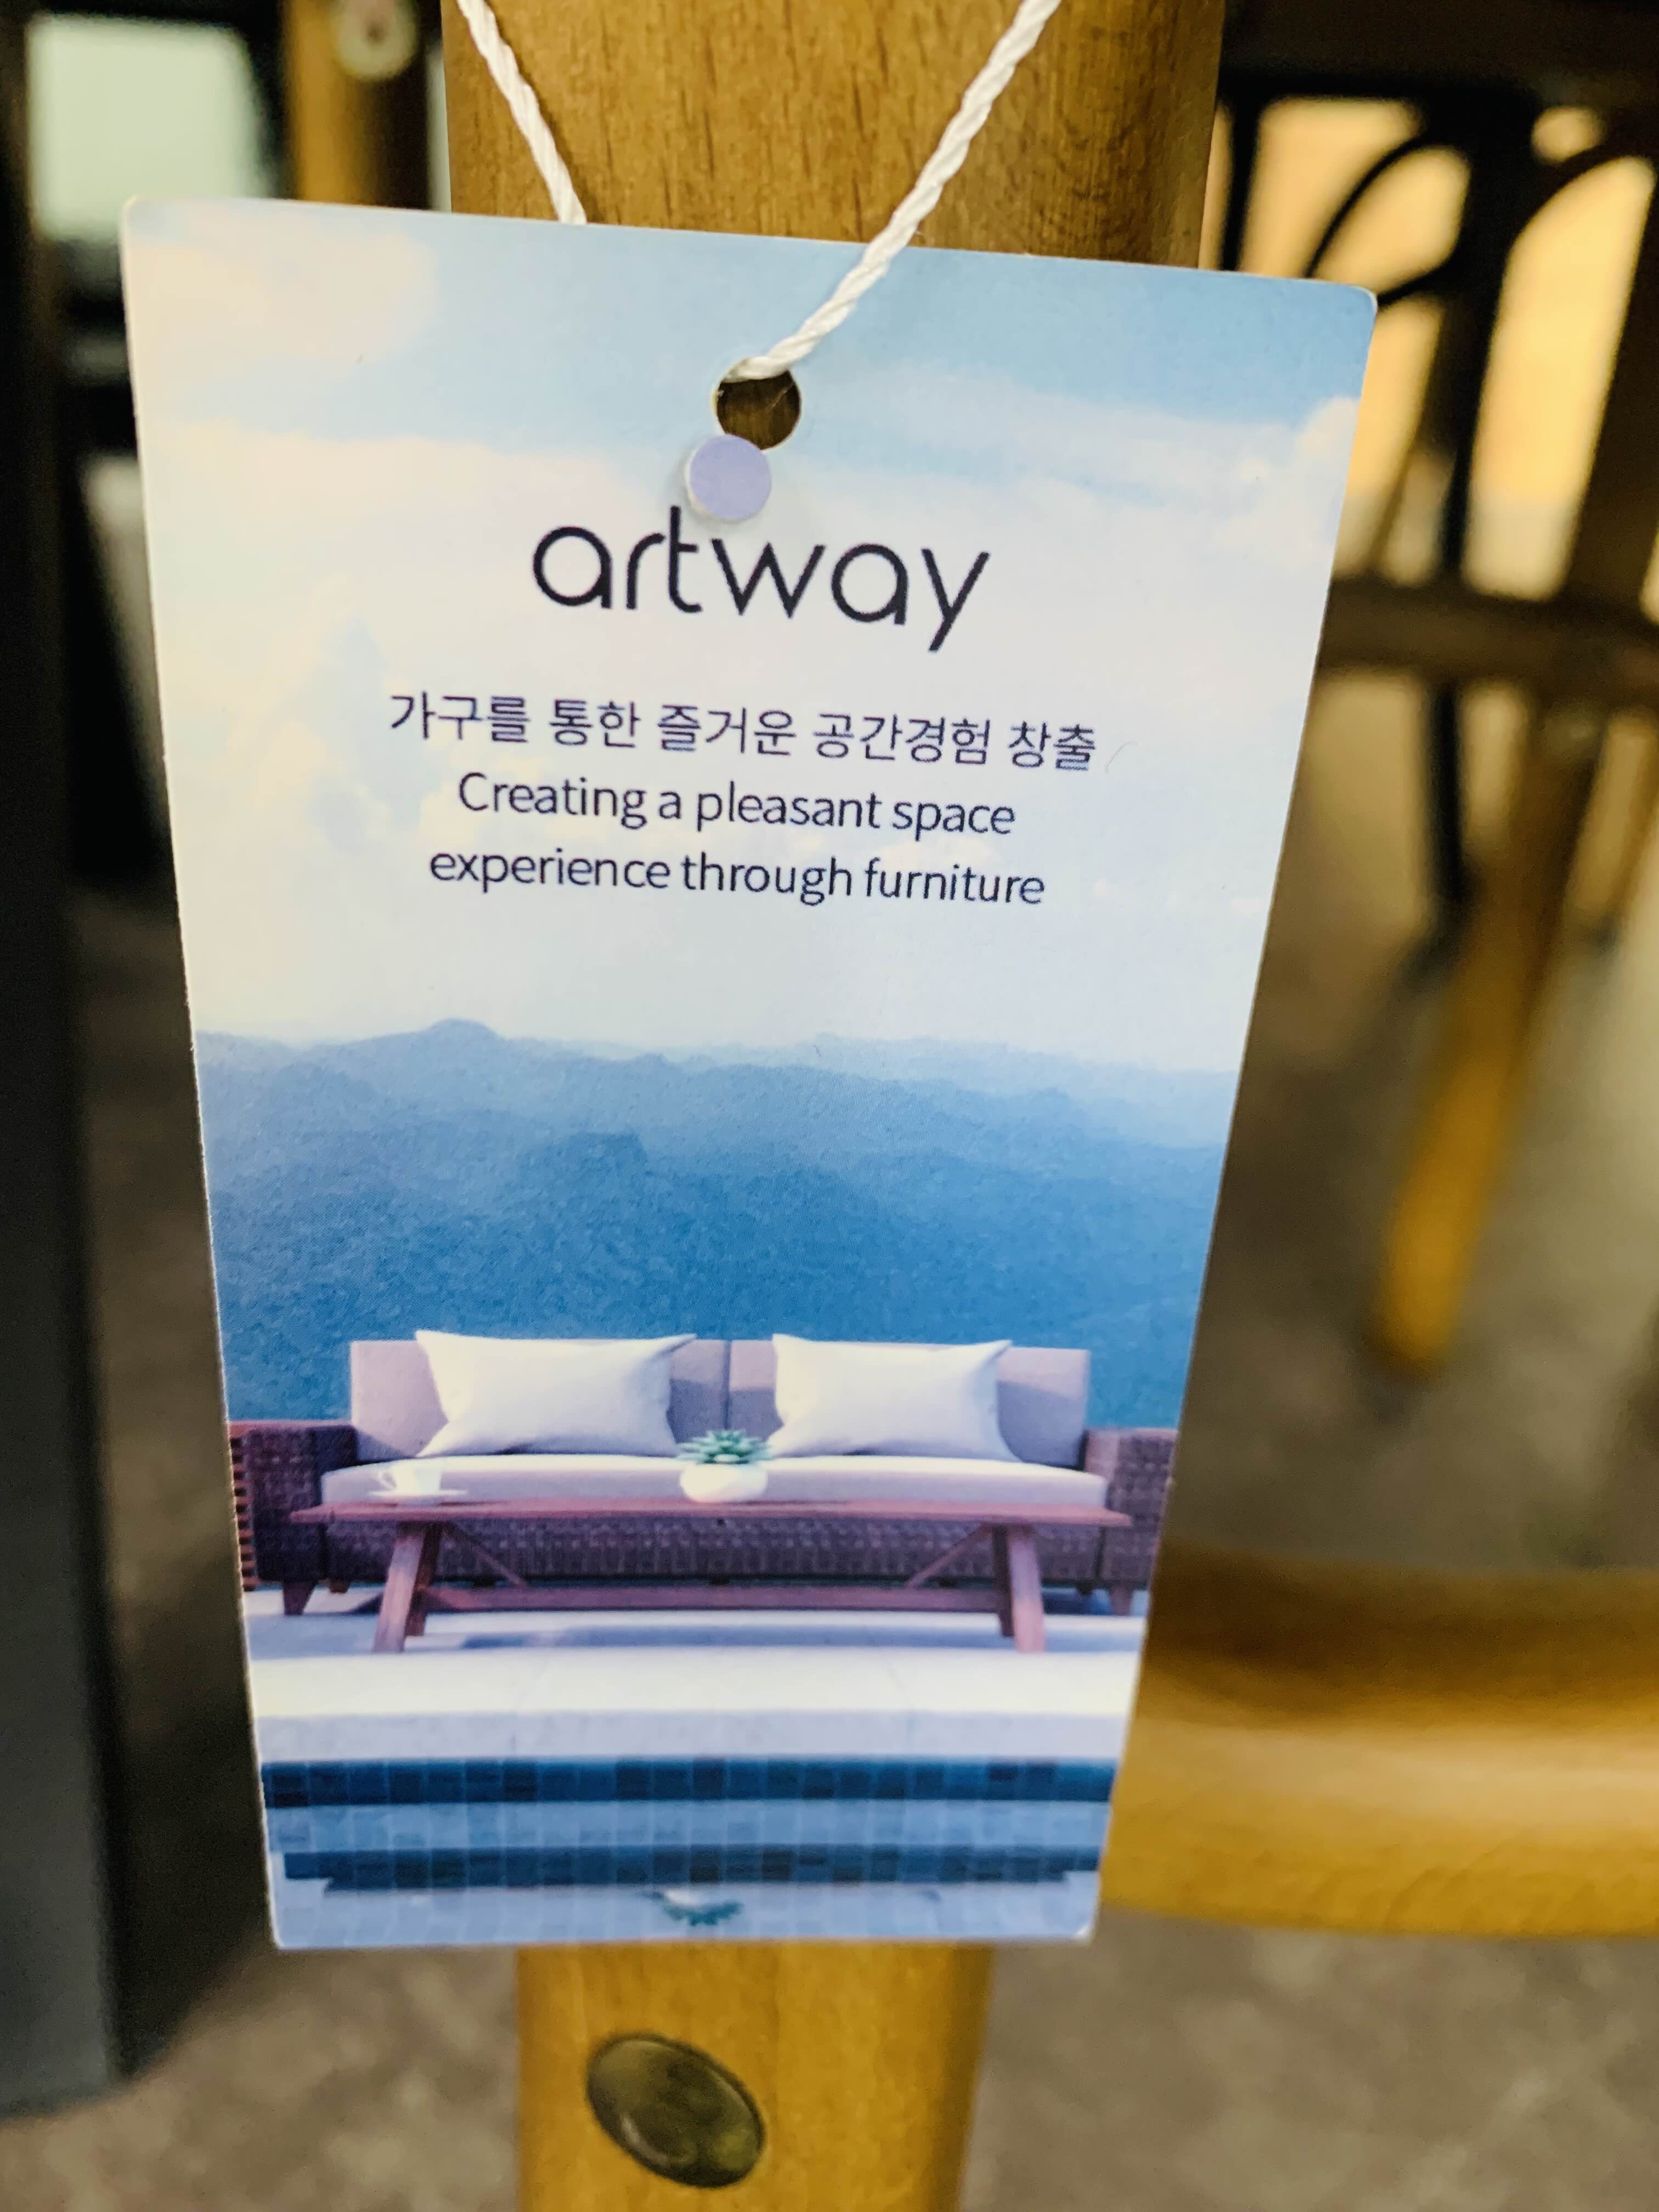 artway
가구를 통한 즐거운 공간경험 창출
Creating a pleasant space
experience through furniture